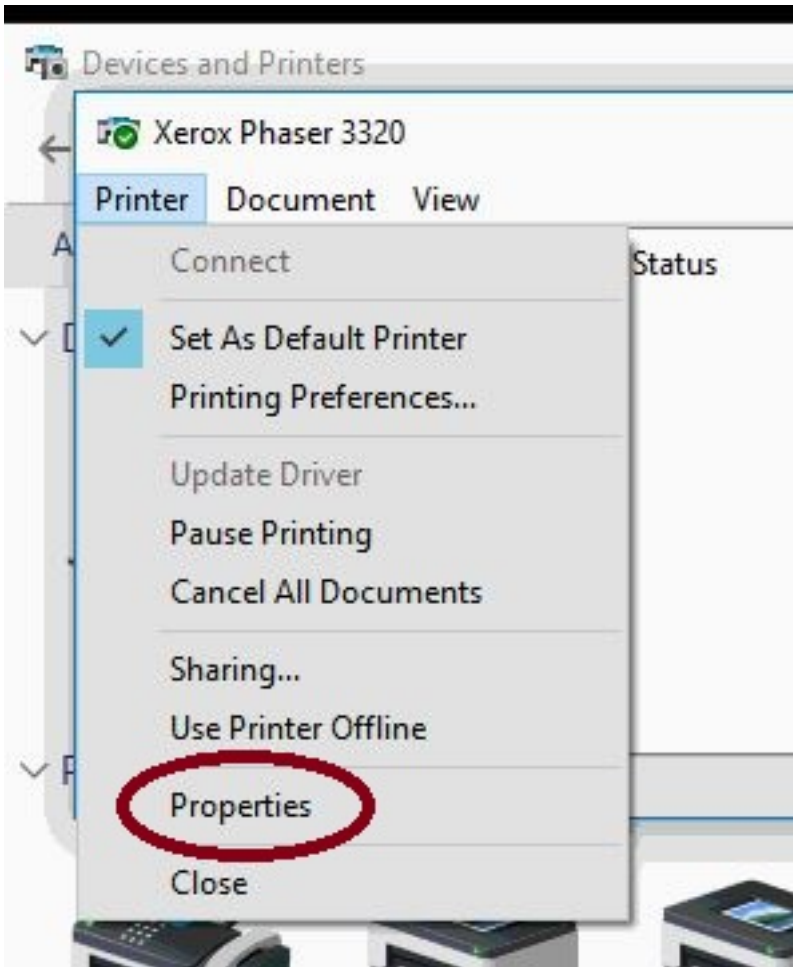 Devices and Printers
Xerox Phaser 3320
Printer Document View
Connect
Status
Set As Default Printer
Printing Preferences...
Update Driver
Pause Printing
Cancel All Documents
Sharing...
Use Printer Offline
Properties
Close